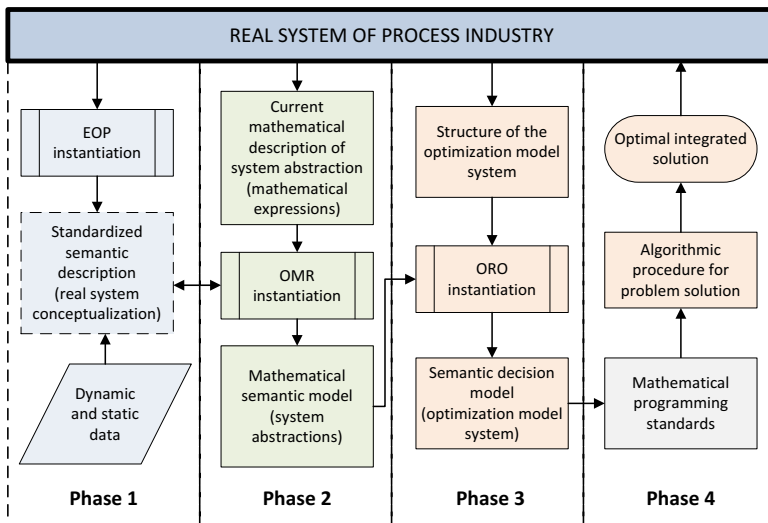 REAL SYSTEM OF PROCESS INDUSTRY
EOP
instantiation
Standardized
semantic
description
(real system
conceptualization)
Dynamic
and static
data
Phase 1
Current
mathematical
description of
system abstraction
(mathematical
expressions)
OMR
instantiation
Mathematical
semantic model
(system
abstractions)
Phase 2
Structure of the
optimization model
system
ORO
instantiation
Semantic decision
model
(optimization model
system)
Phase 3
Optimal integrated
solution
Algorithmic
procedure for
problem solution
Mathematical
programming
standards
Phase 4